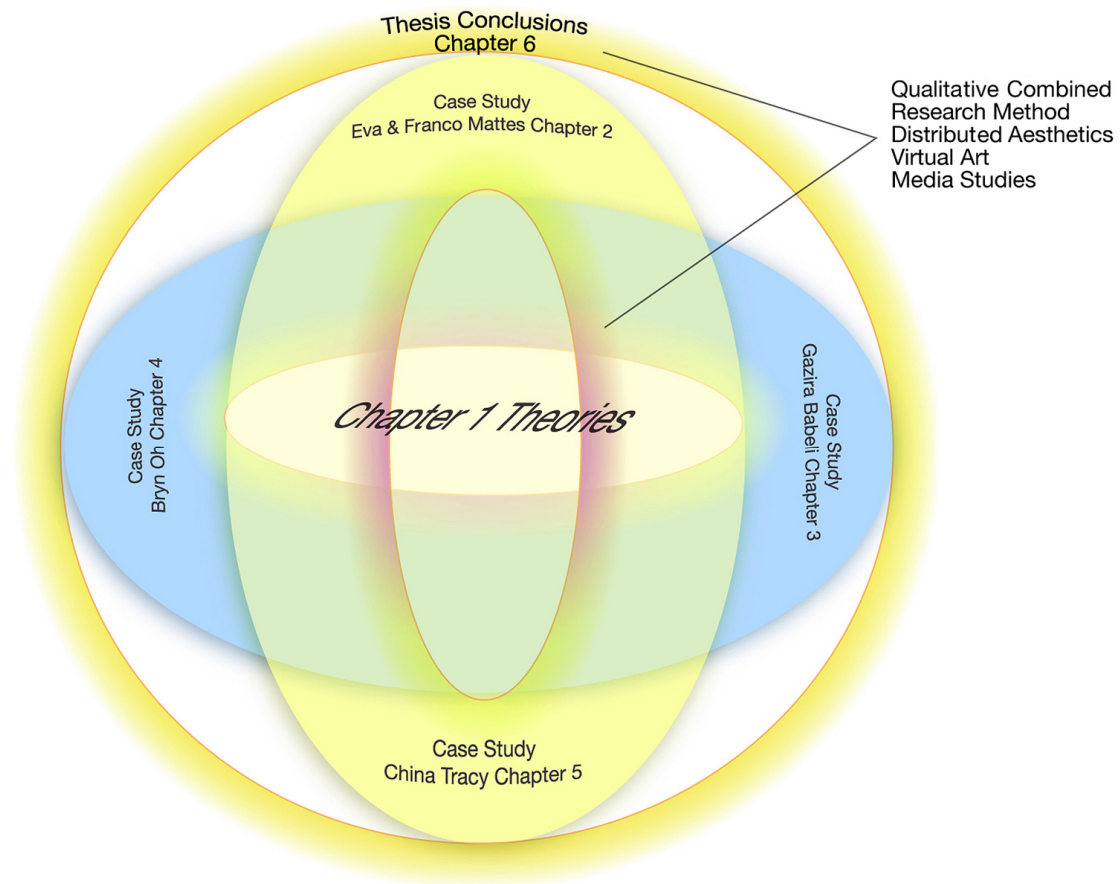 Thesis Conclusions
Chapter 6
Case Study
Eva & Franco Mattes Chapter 2
Qualitative Combined
Research Method
Distributed Aesthetics
Virtual Art
Media Studies
Case Study
Bryn Oh Chapter 4
Chapter 1 Theories
Case Study
Gazira Babeli Chapter 3
Case Study
China Tracy Chapter 5